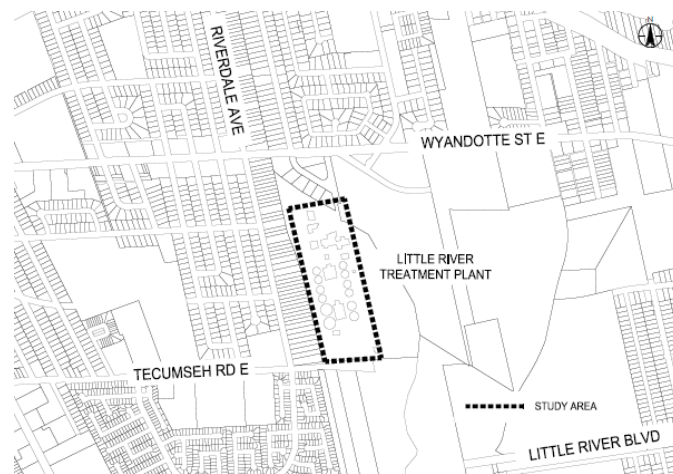 N
RIVERDALE AVE
WYANDOTTE ST E
LITTLE RIVER
TREATMENT PLANT
TECUMSEH RD E
STUDY AREA
LITTLE RIVER BLVD